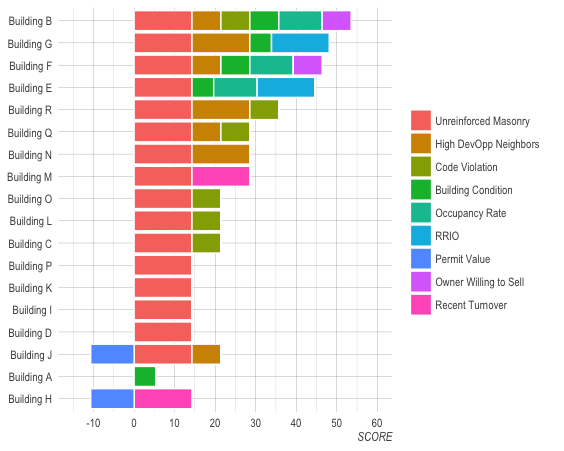 Building B
Building G
Building F
Building E
Building R
Building Q
Building N
Building M
Building O
Building L
Building C
Building P
Building K
Building I
Building D
Building J
Building A
Building H
-10 0 10 20 30 40 50 60
SCORE
Unreinforced Masonry
High DevOpp Neighbors
Code Violation
Building Condition
Occupancy Rate
RRIO
Permit Value
Owner Willing to Sell
Recent Turnover